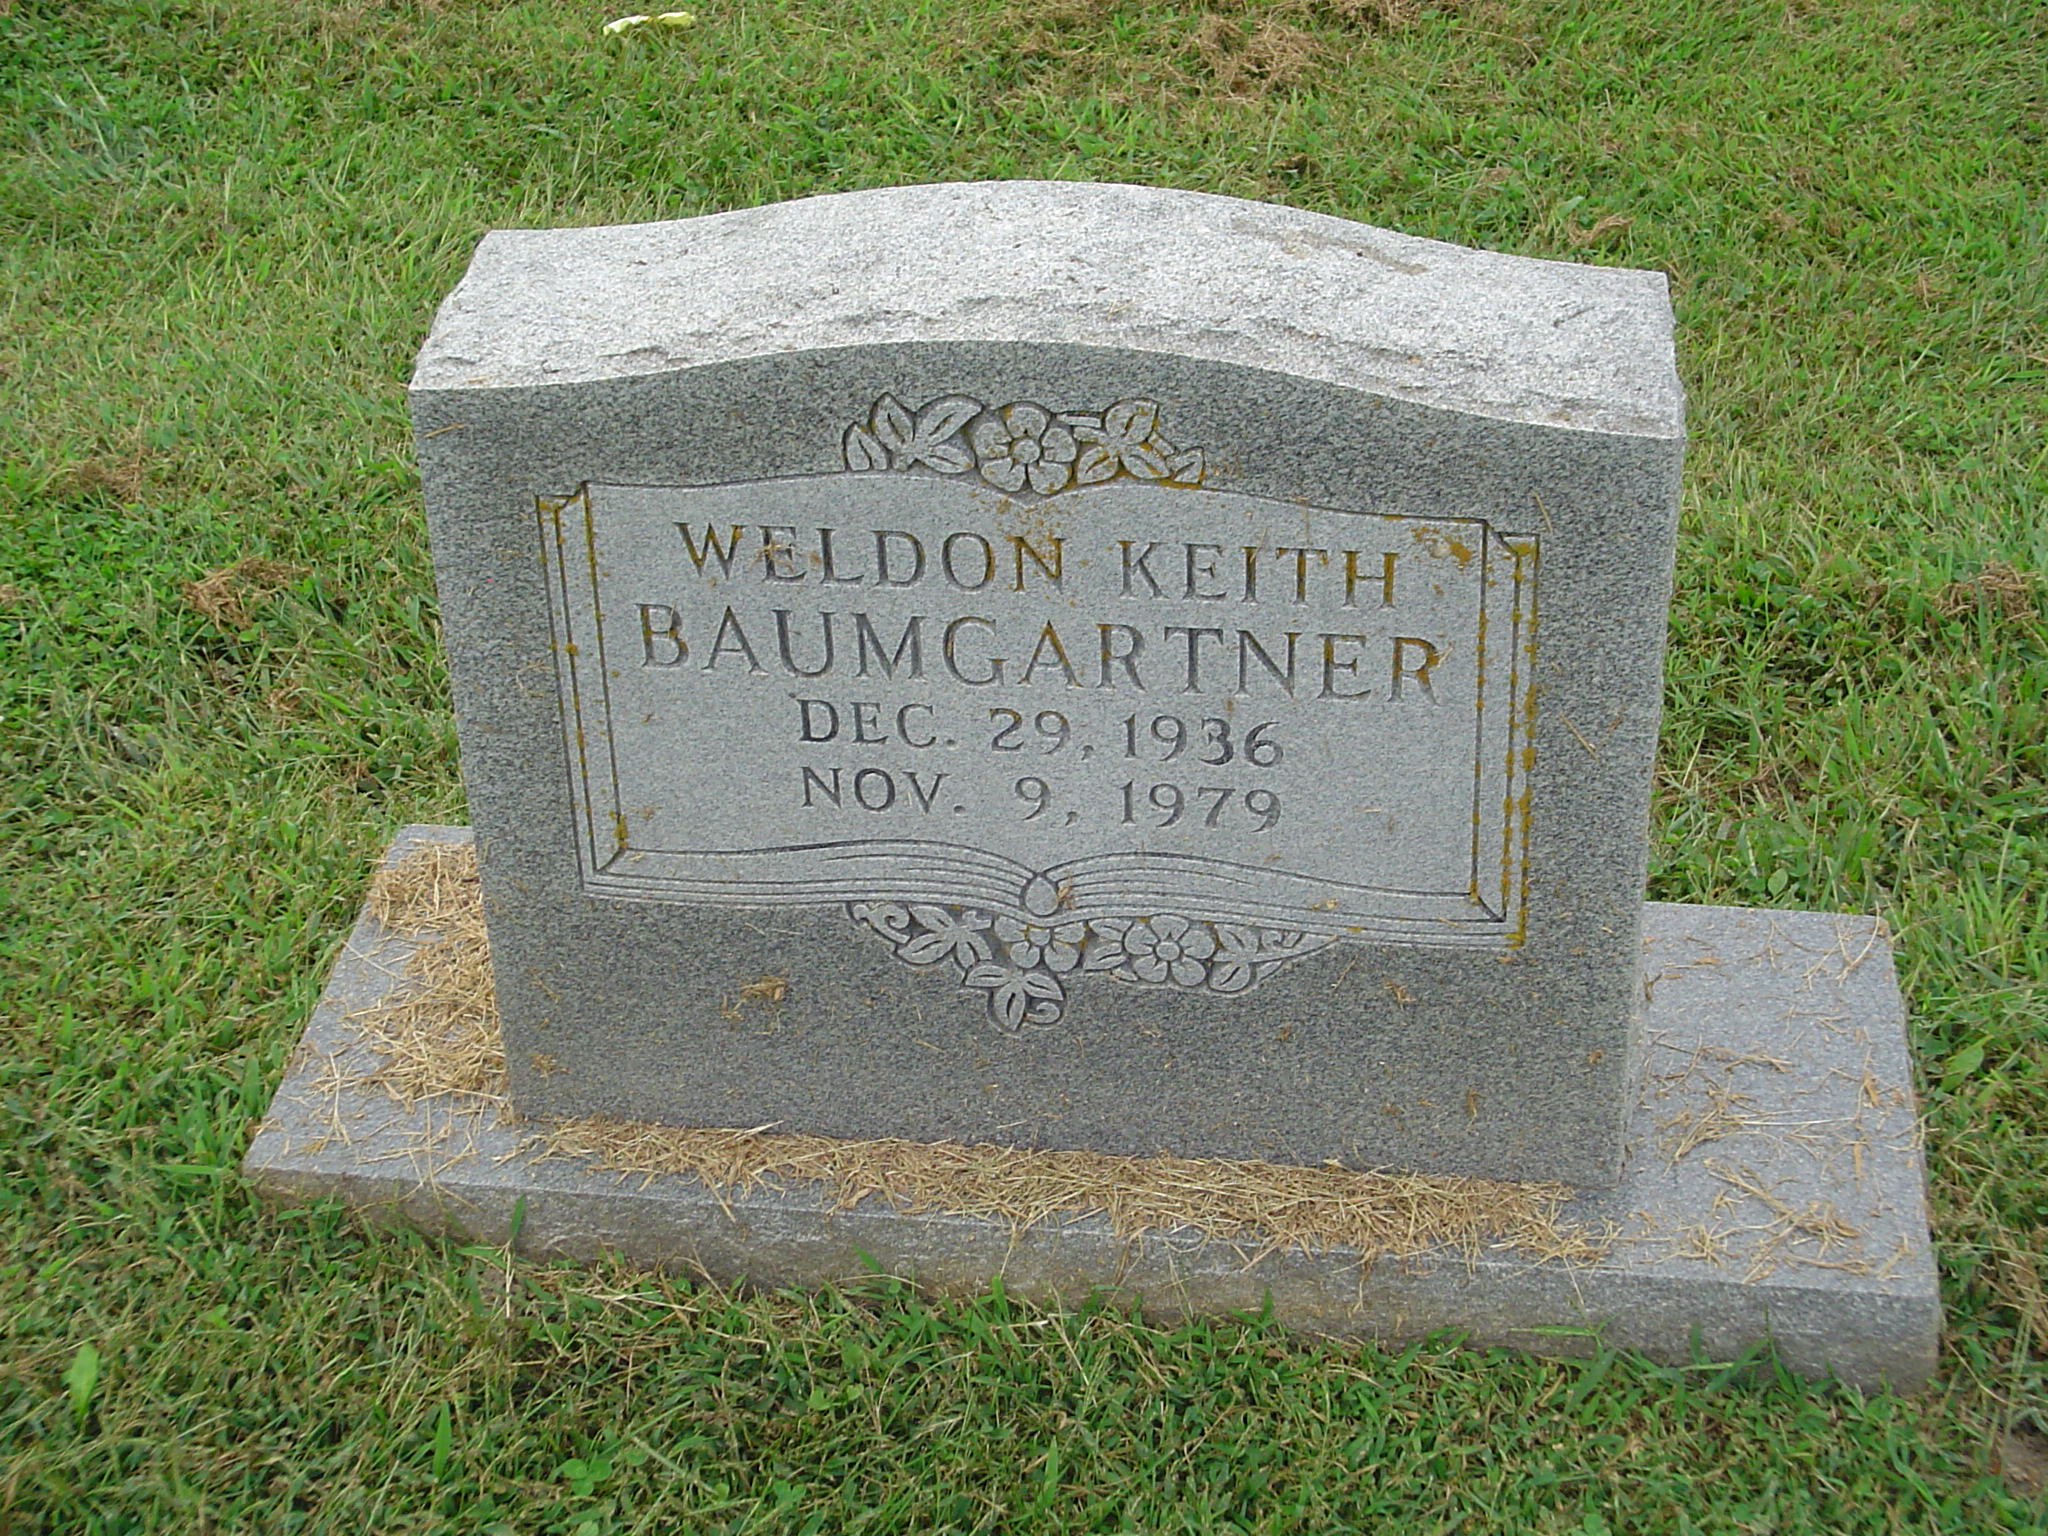 WELDON KEITH
BAUMGARTNER
DEC. 29, 1936
NOV. 9, 1979